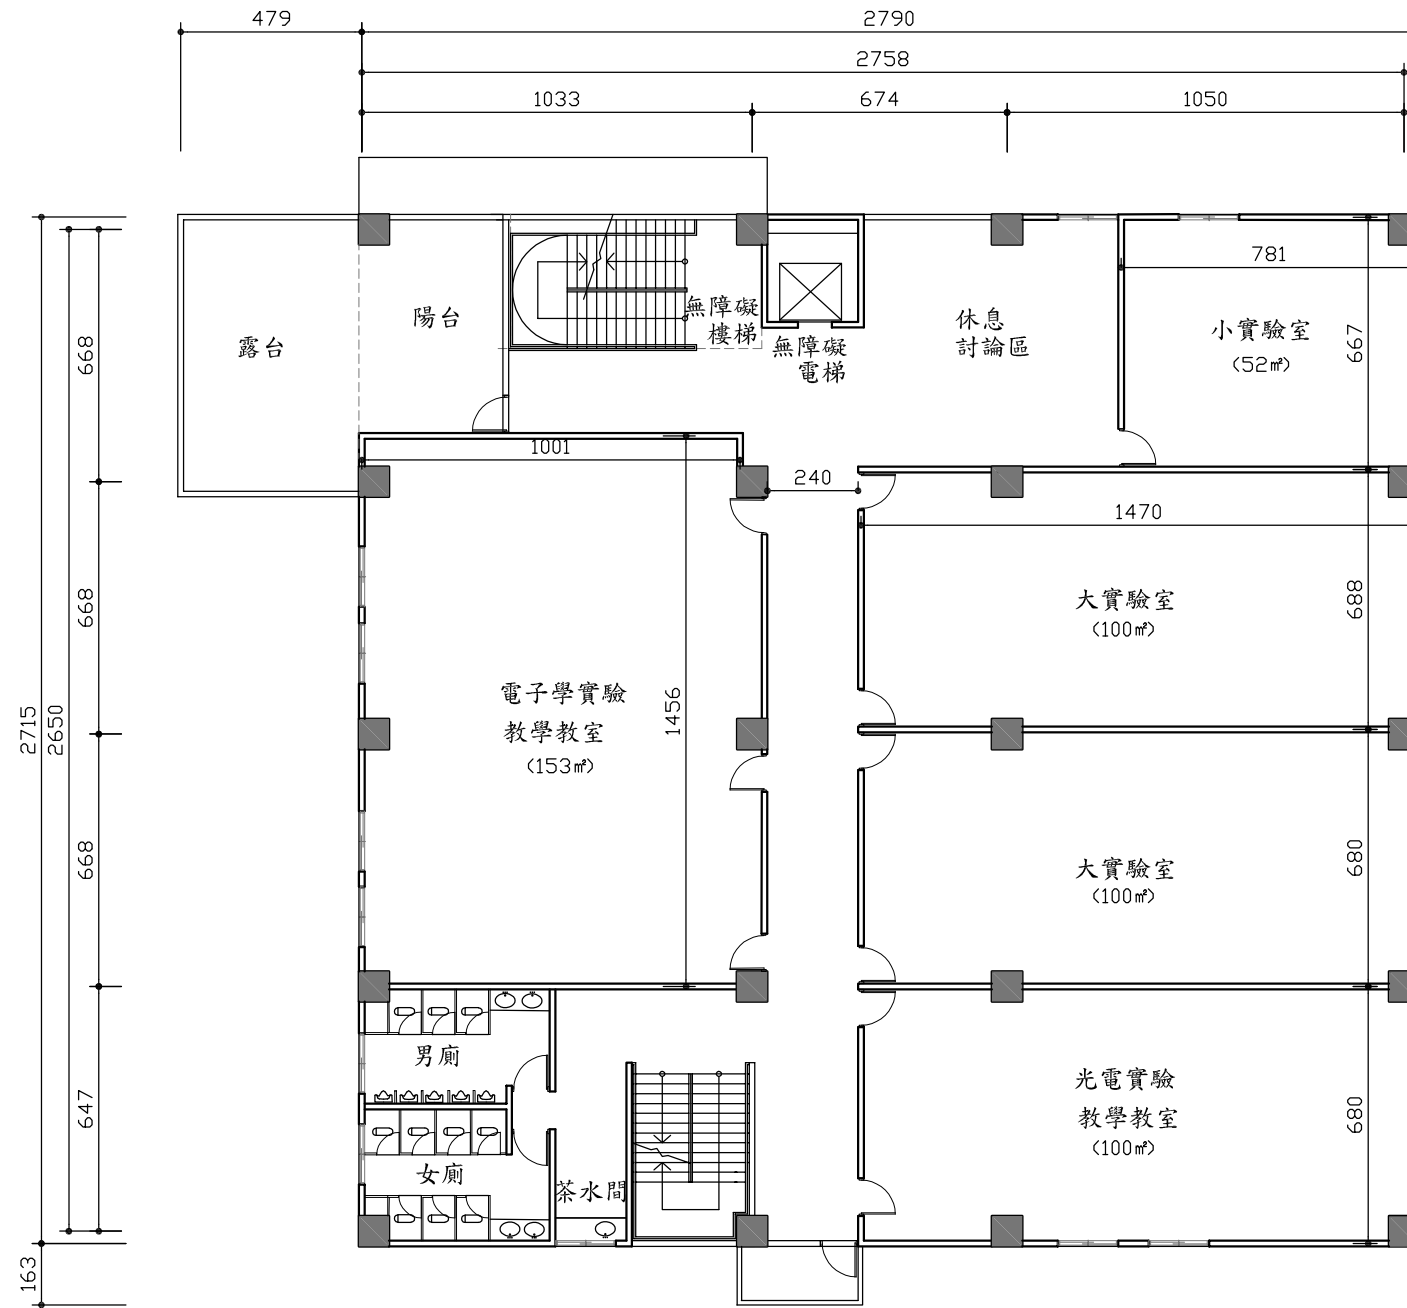 479
2790
2758
1033
674
1050
781
陽台
露台
無障礙
樓梯
無障礙
電梯
休息
討論區
小實驗室
(52㎡)
667
668
1001
240
1470
大實驗室
(100㎡)
688
668
電子學實驗
教學教室
(153㎡)
1456
2715
2650
大實驗室
(100㎡)
680
668
男廁
女廁
茶水間
光電實驗
教學教室
(100㎡)
680
647
163